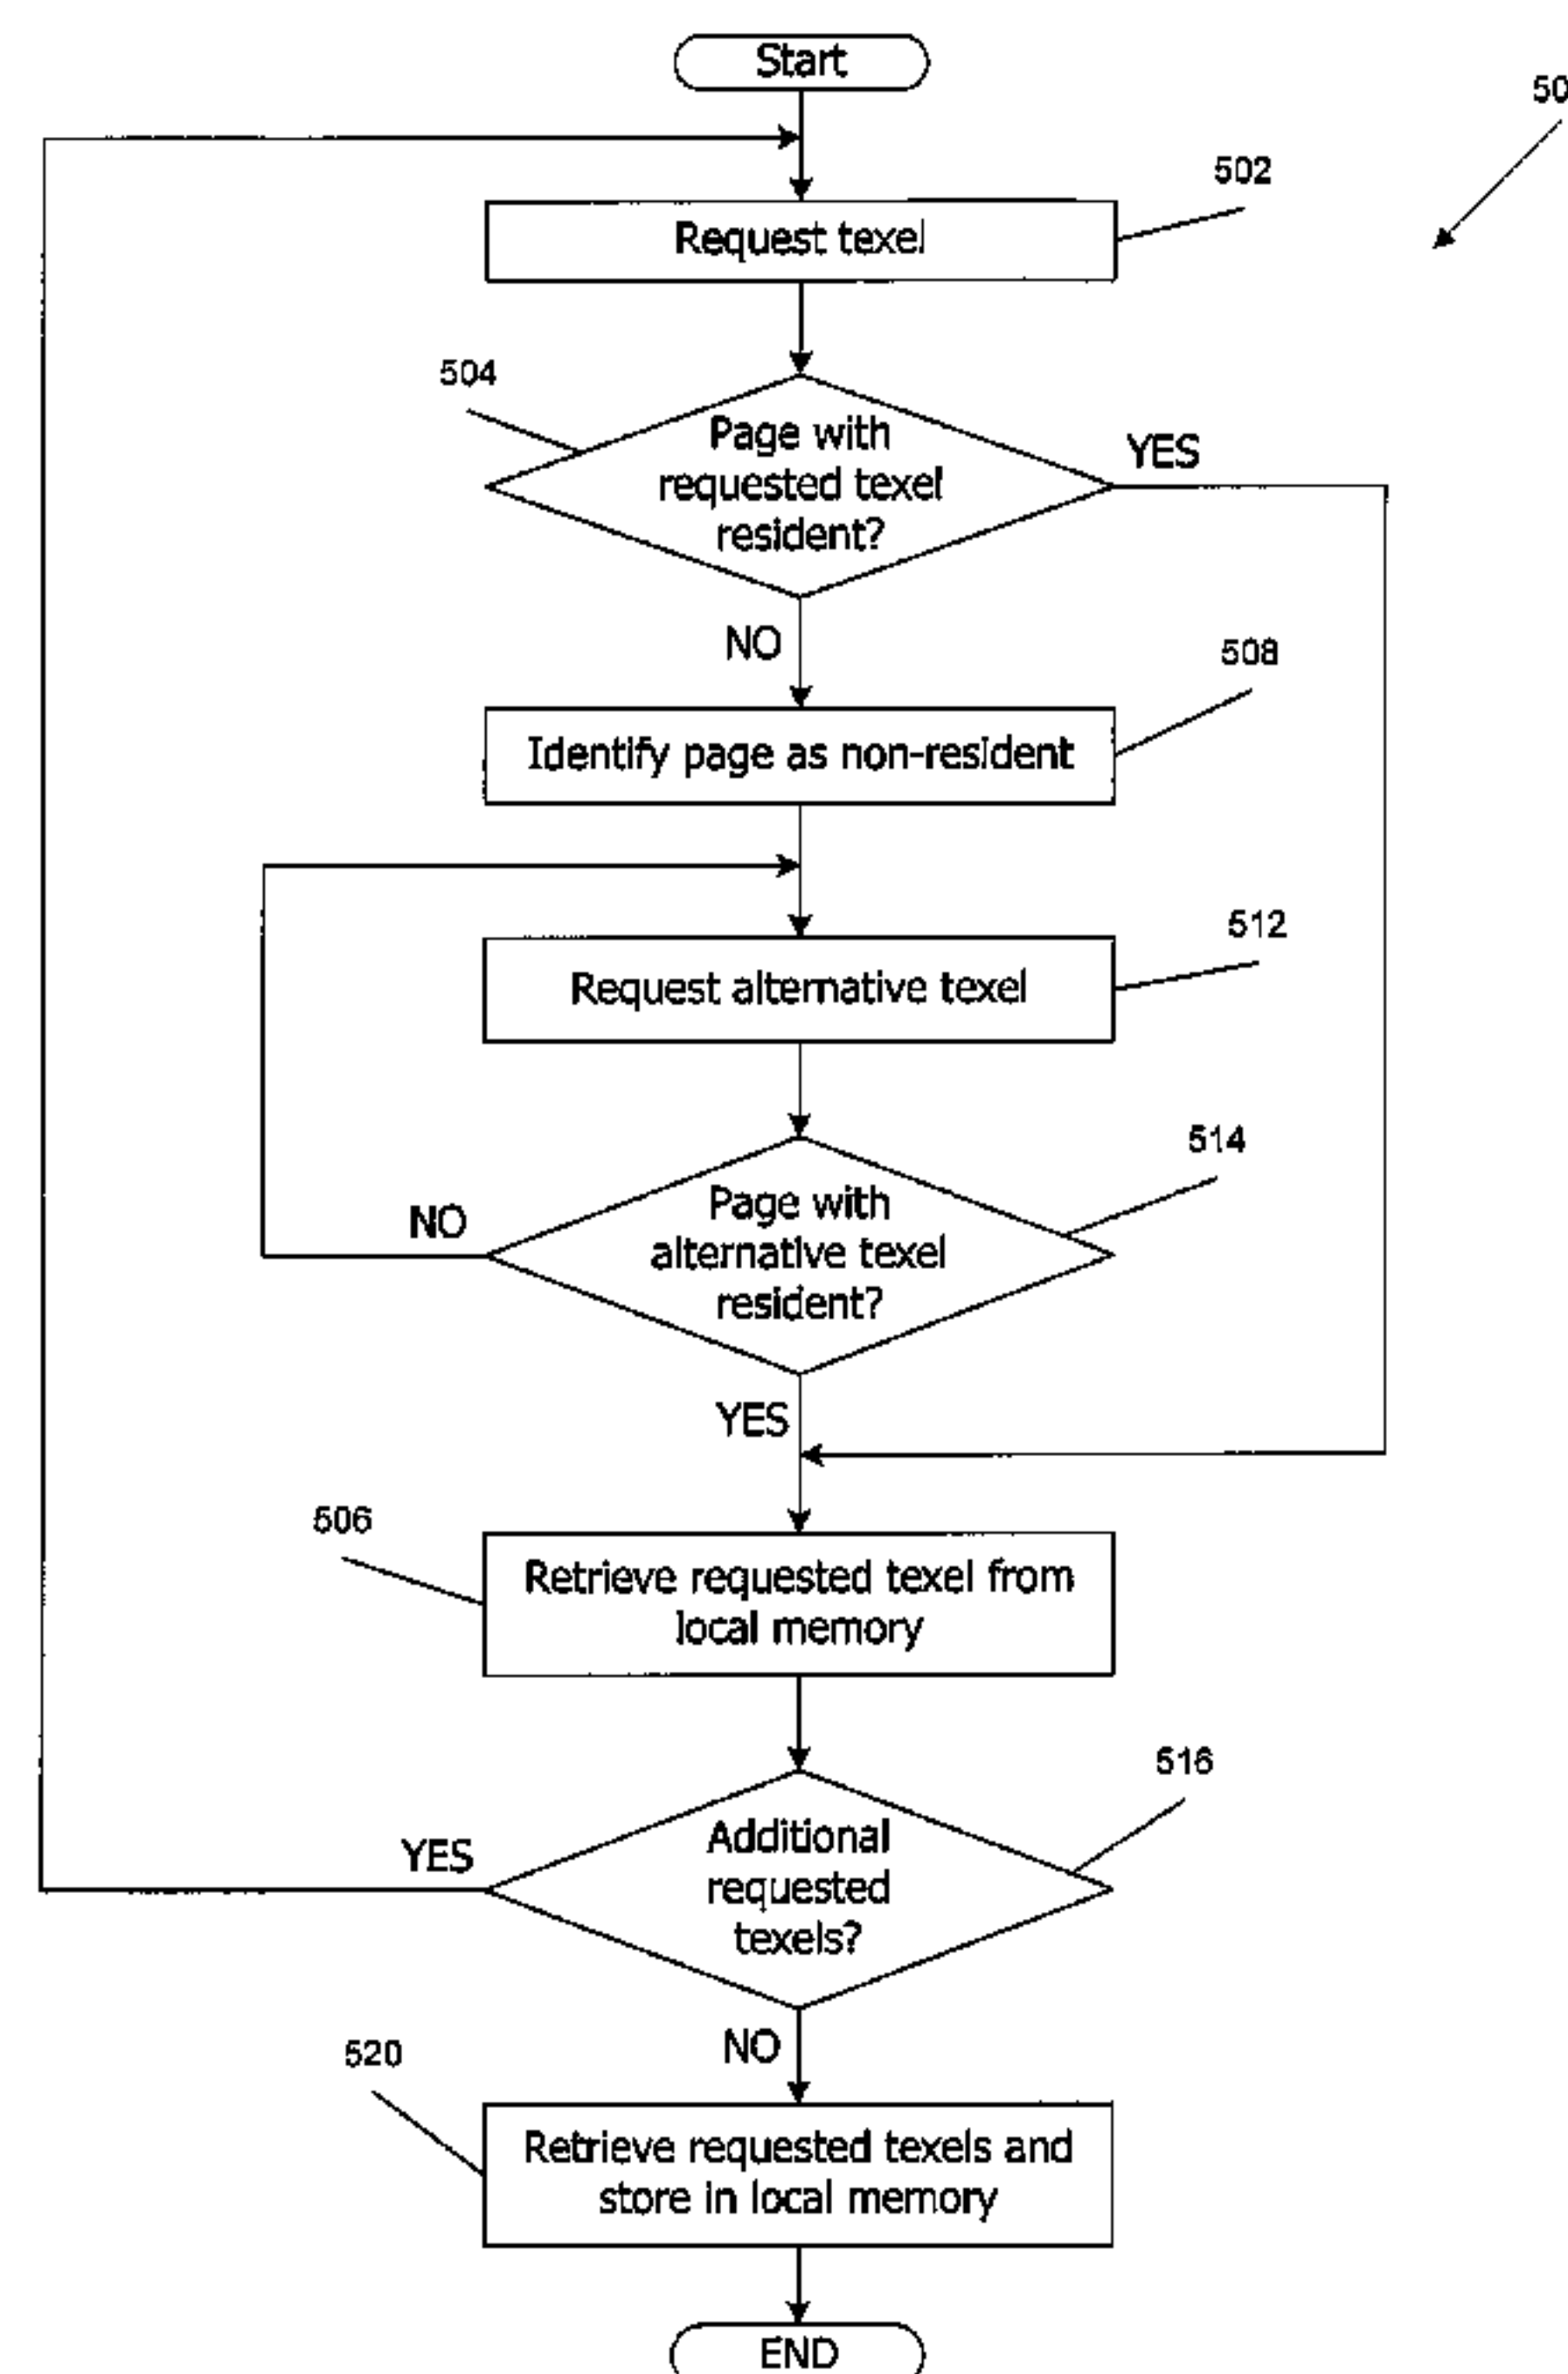 Start
50
502
Request texel
504
Page with
requested texel
resident?
YES
NO
508
Identify page as non-resident
512
Request alternative texel
514
Page with
alternative texel
resident?
NO
YES
506
Retrieve requested texel from
local memory
516
Additional
requested
texels?
YES
NO
520
Retrieve requested texels and
store in local memory
END